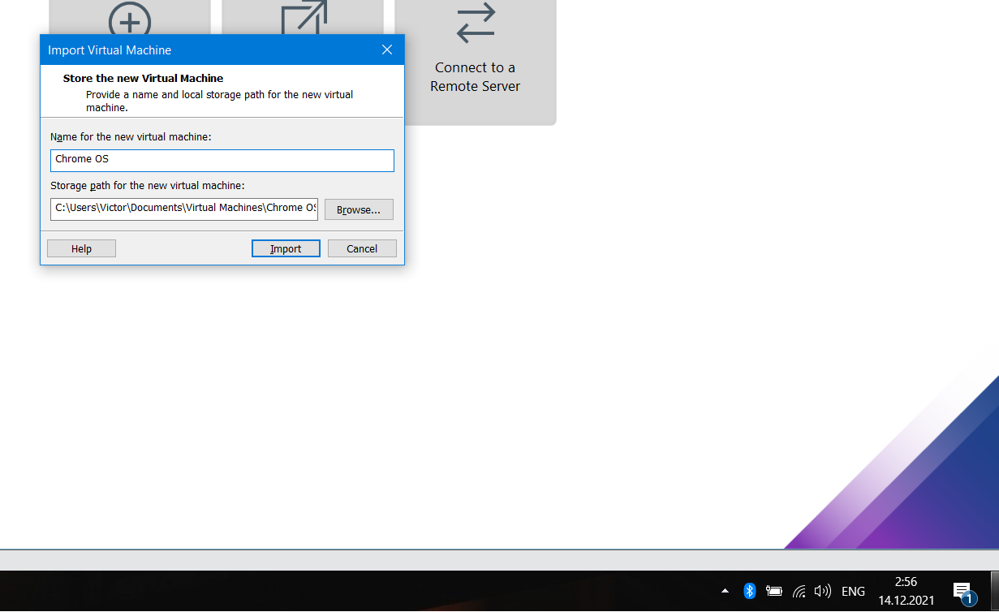 Import Virtual Machine
Connect to a
Remote Server
Store the new Virtual Machine
Provide a name and local storage path for the new virtual
machine.
Name for the new virtual machine:
Chrome OS
Storage path for the new virtual machine:
C:\Users\Victor\Documents\Virtual Machines\Chrome OS
Browse...
Help
Import
Cancel
ENG
2:56
14.12.2021
1